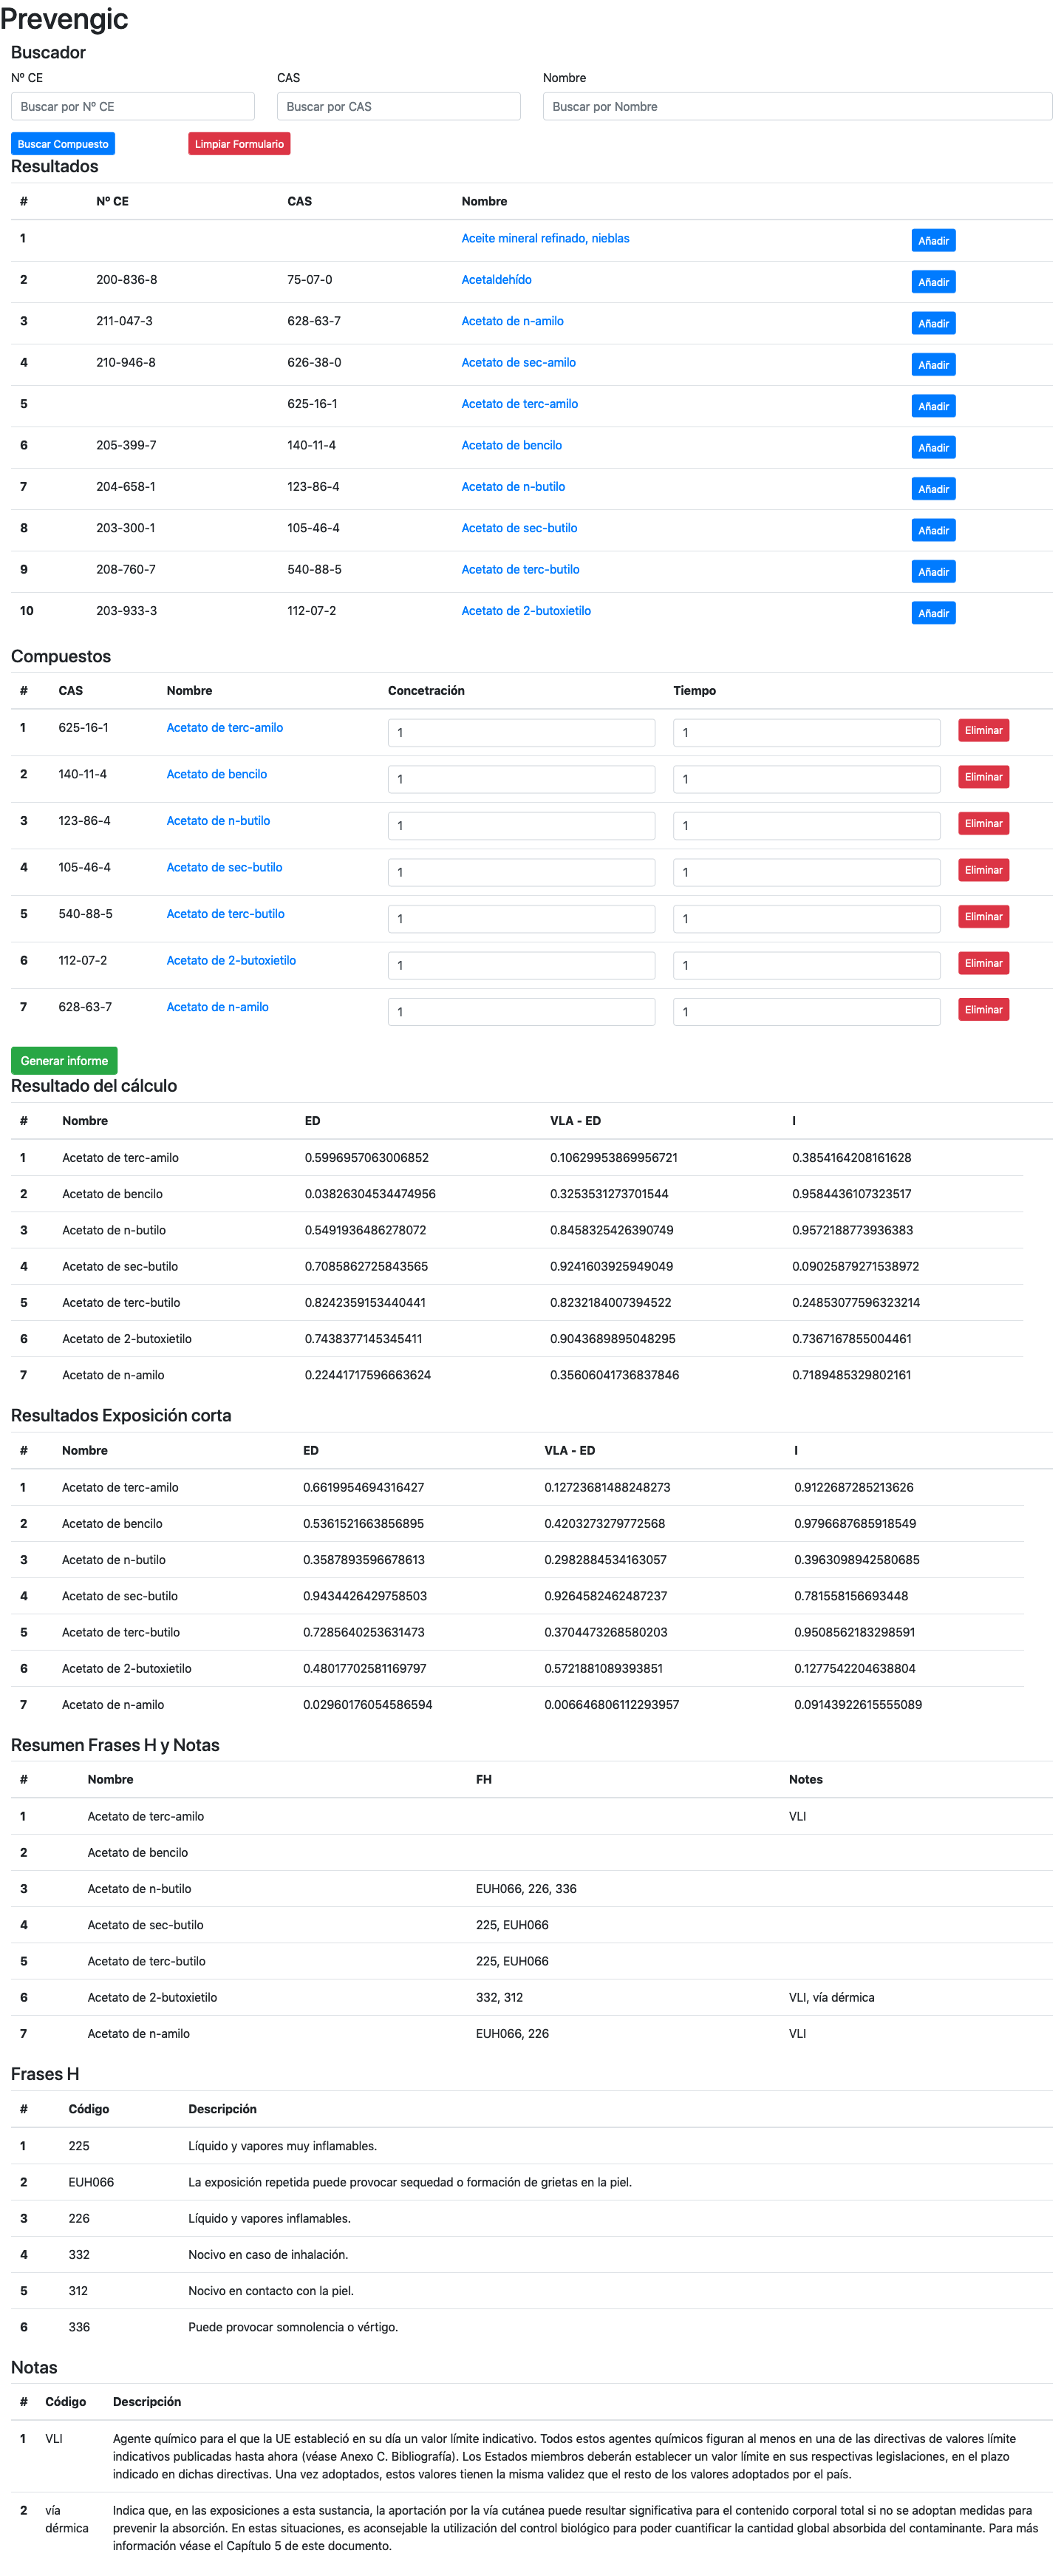 Prevengic
Buscador
Nº CE CAS Nombre
Buscar por Nº CE Buscar por CAS Buscar por Nombre
Buscar Compuesto Limpiar Formulario
Resultados
# Nº CE CAS Nombre
1 Aceite mineral refinado, nieblas Añadir
2 200-836-8 75-07-0 Acetaldehído Añadir
3 211-047-3 628-63-7 Acetato de n-amilo Añadir
4 210-946-8 626-38-0 Acetato de sec-amilo Añadir
5 625-16-1 Acetato de terc-amilo Añadir
6 205-399-7 140-11-4 Acetato de bencilo Añadir
7 204-658-1 123-86-4 Acetato de n-butilo Añadir
8 203-300-1 105-46-4 Acetato de sec-butilo Añadir
9 208-760-7 540-88-5 Acetato de terc-butilo Añadir
10 203-933-3 112-07-2 Acetato de 2-butoxietilo Añadir
Compuestos
# CAS Nombre Concetración Tiempo
1 625-16-1 Acetato de terc-amilo 1 1 Eliminar
2 140-11-4 Acetato de bencilo 1 1 Eliminar
3 123-86-4 Acetato de n-butilo 1 1 Eliminar
4 105-46-4 Acetato de sec-butilo 1 1 Eliminar
5 540-88-5 Acetato de terc-butilo 1 1 Eliminar
6 112-07-2 Acetato de 2-butoxietilo 1 1 Eliminar
7 628-63-7 Acetato de n-amilo 1 1 Eliminar
Generar informe
Resultado del cálculo
# Nombre ED VLA - ED I
1 Acetato de terc-amilo 0.5996957063006852 0.10629953869956721 0.3854164208161628
2 Acetato de bencilo 0.03826304534474956 0.3253531273701544 0.9584436107323517
3 Acetato de n-butilo 0.5491936486278072 0.8458325426390749 0.9572188773936383
4 Acetato de sec-butilo 0.7085862725843565 0.9241603925949049 0.09025879271538972
5 Acetato de terc-butilo 0.8242359153440441 0.8232184007394522 0.24853077596323214
6 Acetato de 2-butoxietilo 0.7438377145345411 0.9043689895048295 0.7367167855004461
7 Acetato de n-amilo 0.22441717596663624 0.35606041736837846 0.7189485329802161
Resultados Exposición corta
# Nombre ED VLA - ED I
1 Acetato de terc-amilo 0.6619954694316427 0.12723681488248273 0.9122687285213626
2 Acetato de bencilo 0.5361521663856895 0.4203273279772568 0.9796687685918549
3 Acetato de n-butilo 0.3587893596678613 0.2982884534163057 0.3963098942580685
4 Acetato de sec-butilo 0.9434426429758503 0.9264582462487237 0.781558156693448
5 Acetato de terc-butilo 0.7285640253631473 0.3704473268580203 0.9508562183298591
6 Acetato de 2-butoxietilo 0.48017702581169797 0.5721881089393851 0.1277542204638804
7 Acetato de n-amilo 0.02960176054586594 0.006646806112293957 0.09143922615555089
Resumen Frases H y Notas
# Nombre FH Notes
1 Acetato de terc-amilo VLI
2 Acetato de bencilo
3 Acetato de n-butilo EUH066, 226, 336
4 Acetato de sec-butilo 225, EUH066
5 Acetato de terc-butilo 225, EUH066
6 Acetato de 2-butoxietilo 332, 312 VLI, vía dérmica
7 Acetato de n-amilo EUH066, 226 VLI
Frases H
# Código Descripción
1 225 Líquido y vapores muy inflamables.
2 EUH066 La exposición repetida puede provocar sequedad o formación de grietas en la piel.
3 226 Líquido y vapores inflamables.
4 332 Nocivo en caso de inhalación.
5 312 Nocivo en contacto con la piel.
6 336 Puede provocar somnolencia o vértigo.
Notas
# Código Descripción
1 VLI Agente químico para el que la UE estableció en su día un valor límite indicativo. Todos estos agentes químicos figuran al menos en una de las directivas de valores límite
indicativos publicadas hasta ahora (véase Anexo C. Bibliografía). Los Estados miembros deberán establecer un valor límite en sus respectivas legislaciones, en el plazo
indicado en dichas directivas. Una vez adoptados, estos valores tienen la misma validez que el resto de los valores adoptados por el país.
2 vía Indica que, en las exposiciones a esta sustancia, la aportación por la vía cutánea puede resultar significativa para el contenido corporal total si no se adoptan medidas para
dérmica prevenir la absorción. En estas situaciones, es aconsejable la utilización del control biológico para poder cuantificar la cantidad global absorbida del contaminante. Para más
información véase el Capítulo 5 de este documento.